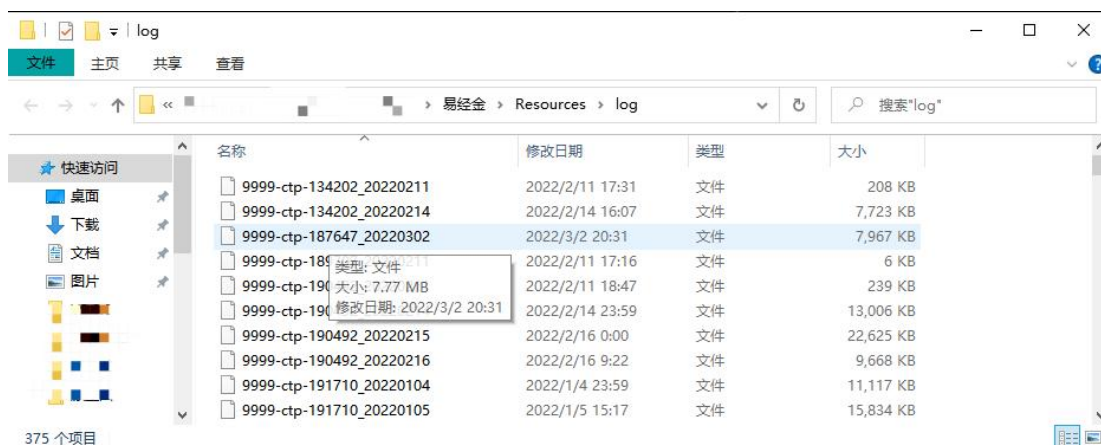 log
文件 主页 共享 查看
« 易经金 › Resources › log
搜索"log"
名称 修改日期 类型 大小
快速访问
桌面
下载
文档
图片
9999-ctp-134202_20220211 2022/2/11 17:31 文件 208 KB
9999-ctp-134202_20220214 2022/2/14 16:07 文件 7,723 KB
9999-ctp-187647_20220302 2022/3/2 20:31 文件 7,967 KB
9999-ctp-189 2022/2/11 17:16 文件 6 KB
9999-ctp-190 2022/2/11 18:47 文件 239 KB
9999-ctp-190 2022/2/14 23:59 文件 13,006 KB
类型: 文件
大小: 7.77 MB
修改日期: 2022/3/2 20:31
9999-ctp-190492_20220215 2022/2/16 0:00 文件 22,625 KB
9999-ctp-190492_20220216 2022/2/16 9:22 文件 9,668 KB
9999-ctp-191710_20220104 2022/1/4 23:59 文件 11,117 KB
9999-ctp-191710_20220105 2022/1/5 15:17 文件 15,834 KB
375 个项目